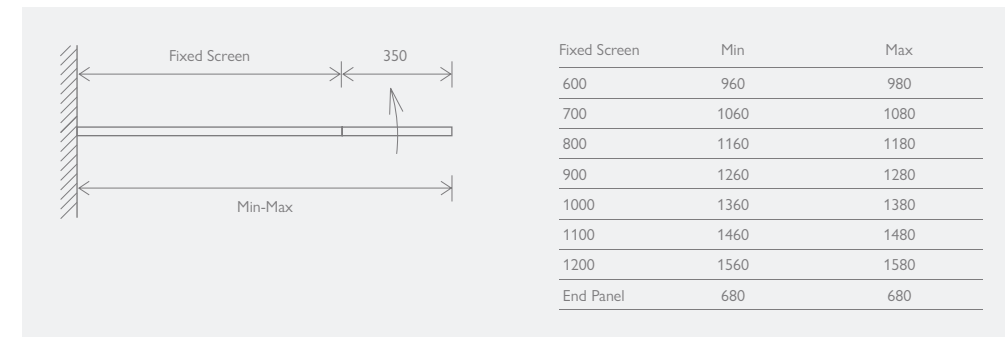 Fixed Screen 350
Min-Max
Fixed Screen Min Max
600 960 980
700 1060 1080
800 1160 1180
900 1260 1280
1000 1360 1380
1100 1460 1480
1200 1560 1580
End Panel 680 680